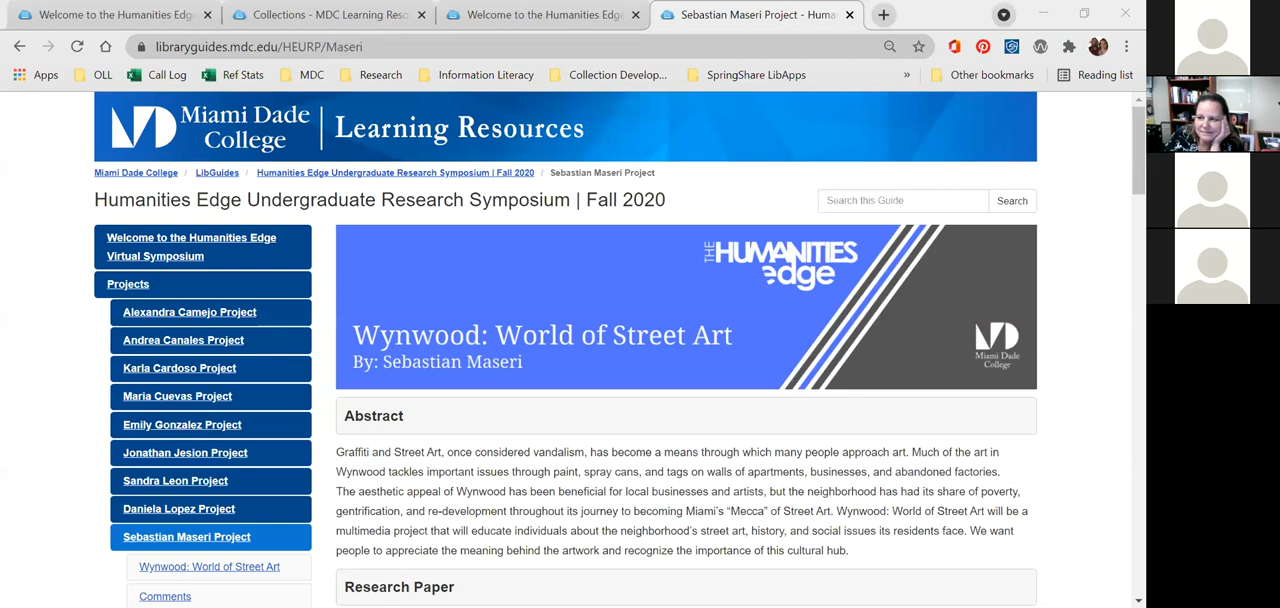 Welcome to the Humanities Edg
Collections - MDC Learning Reso
Welcome to the Humanities Edg
Sebastian Maseri Project - Huma
libraryguides.mdc.edu/HEURP/Maseri
Apps
OLL
Call Log
Ref Stats
MDC
Research
Information Literacy
Collection Develop...
SpringShare LibApps
»
Other bookmarks
Reading list
Miami Dade College
Learning Resources
Miami Dade College / LibGuides / Humanities Edge Undergraduate Research Symposium | Fall 2020 / Sebastian Maseri Project
Humanities Edge Undergraduate Research Symposium | Fall 2020
Search this Guide
Search
Welcome to the Humanities Edge
Virtual Symposium
Projects
Alexandra Camejo Project
Andrea Canales Project
Karla Cardoso Project
Maria Cuevas Project
Emily Gonzalez Project
Jonathan Jesion Project
Sandra Leon Project
Daniela Lopez Project
Sebastian Maseri Project
Wynwood: World of Street Art
Comments
THE HUMANITIES
edge
Wynwood: World of Street Art
By: Sebastian Maseri
Miami Dade
College
Abstract
Graffiti and Street Art, once considered vandalism, has become a means through which many people approach art. Much of the art in
Wynwood tackles important issues through paint, spray cans, and tags on walls of apartments, businesses, and abandoned factories.
The aesthetic appeal of Wynwood has been beneficial for local businesses and artists, but the neighborhood has had its share of poverty,
gentrification, and re-development throughout its journey to becoming Miami's “Mecca” of Street Art. Wynwood: World of Street Art will be a
multimedia project that will educate individuals about the neighborhood's street art, history, and social issues its residents face. We want
people to appreciate the meaning behind the artwork and recognize the importance of this cultural hub.
Research Paper